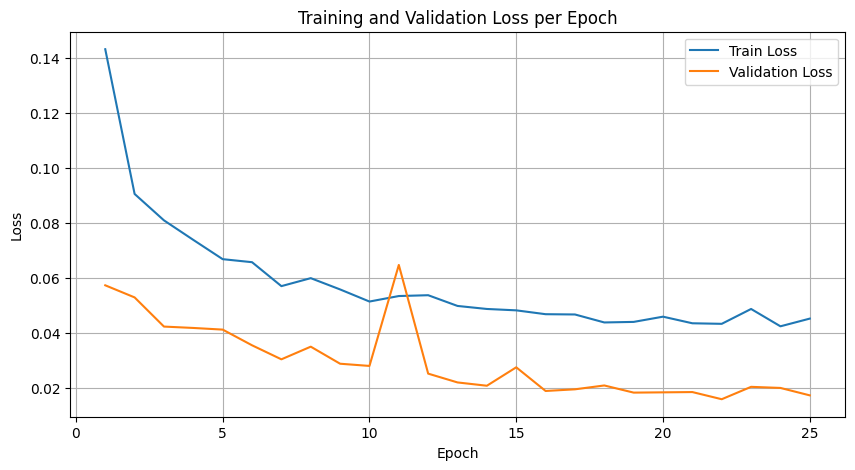 Training and Validation Loss per Epoch
Train Loss
Validation Loss
Loss
0.14
0.12
0.10
0.08
0.06
0.04
0.02
0
5
10
15
20
25
Epoch